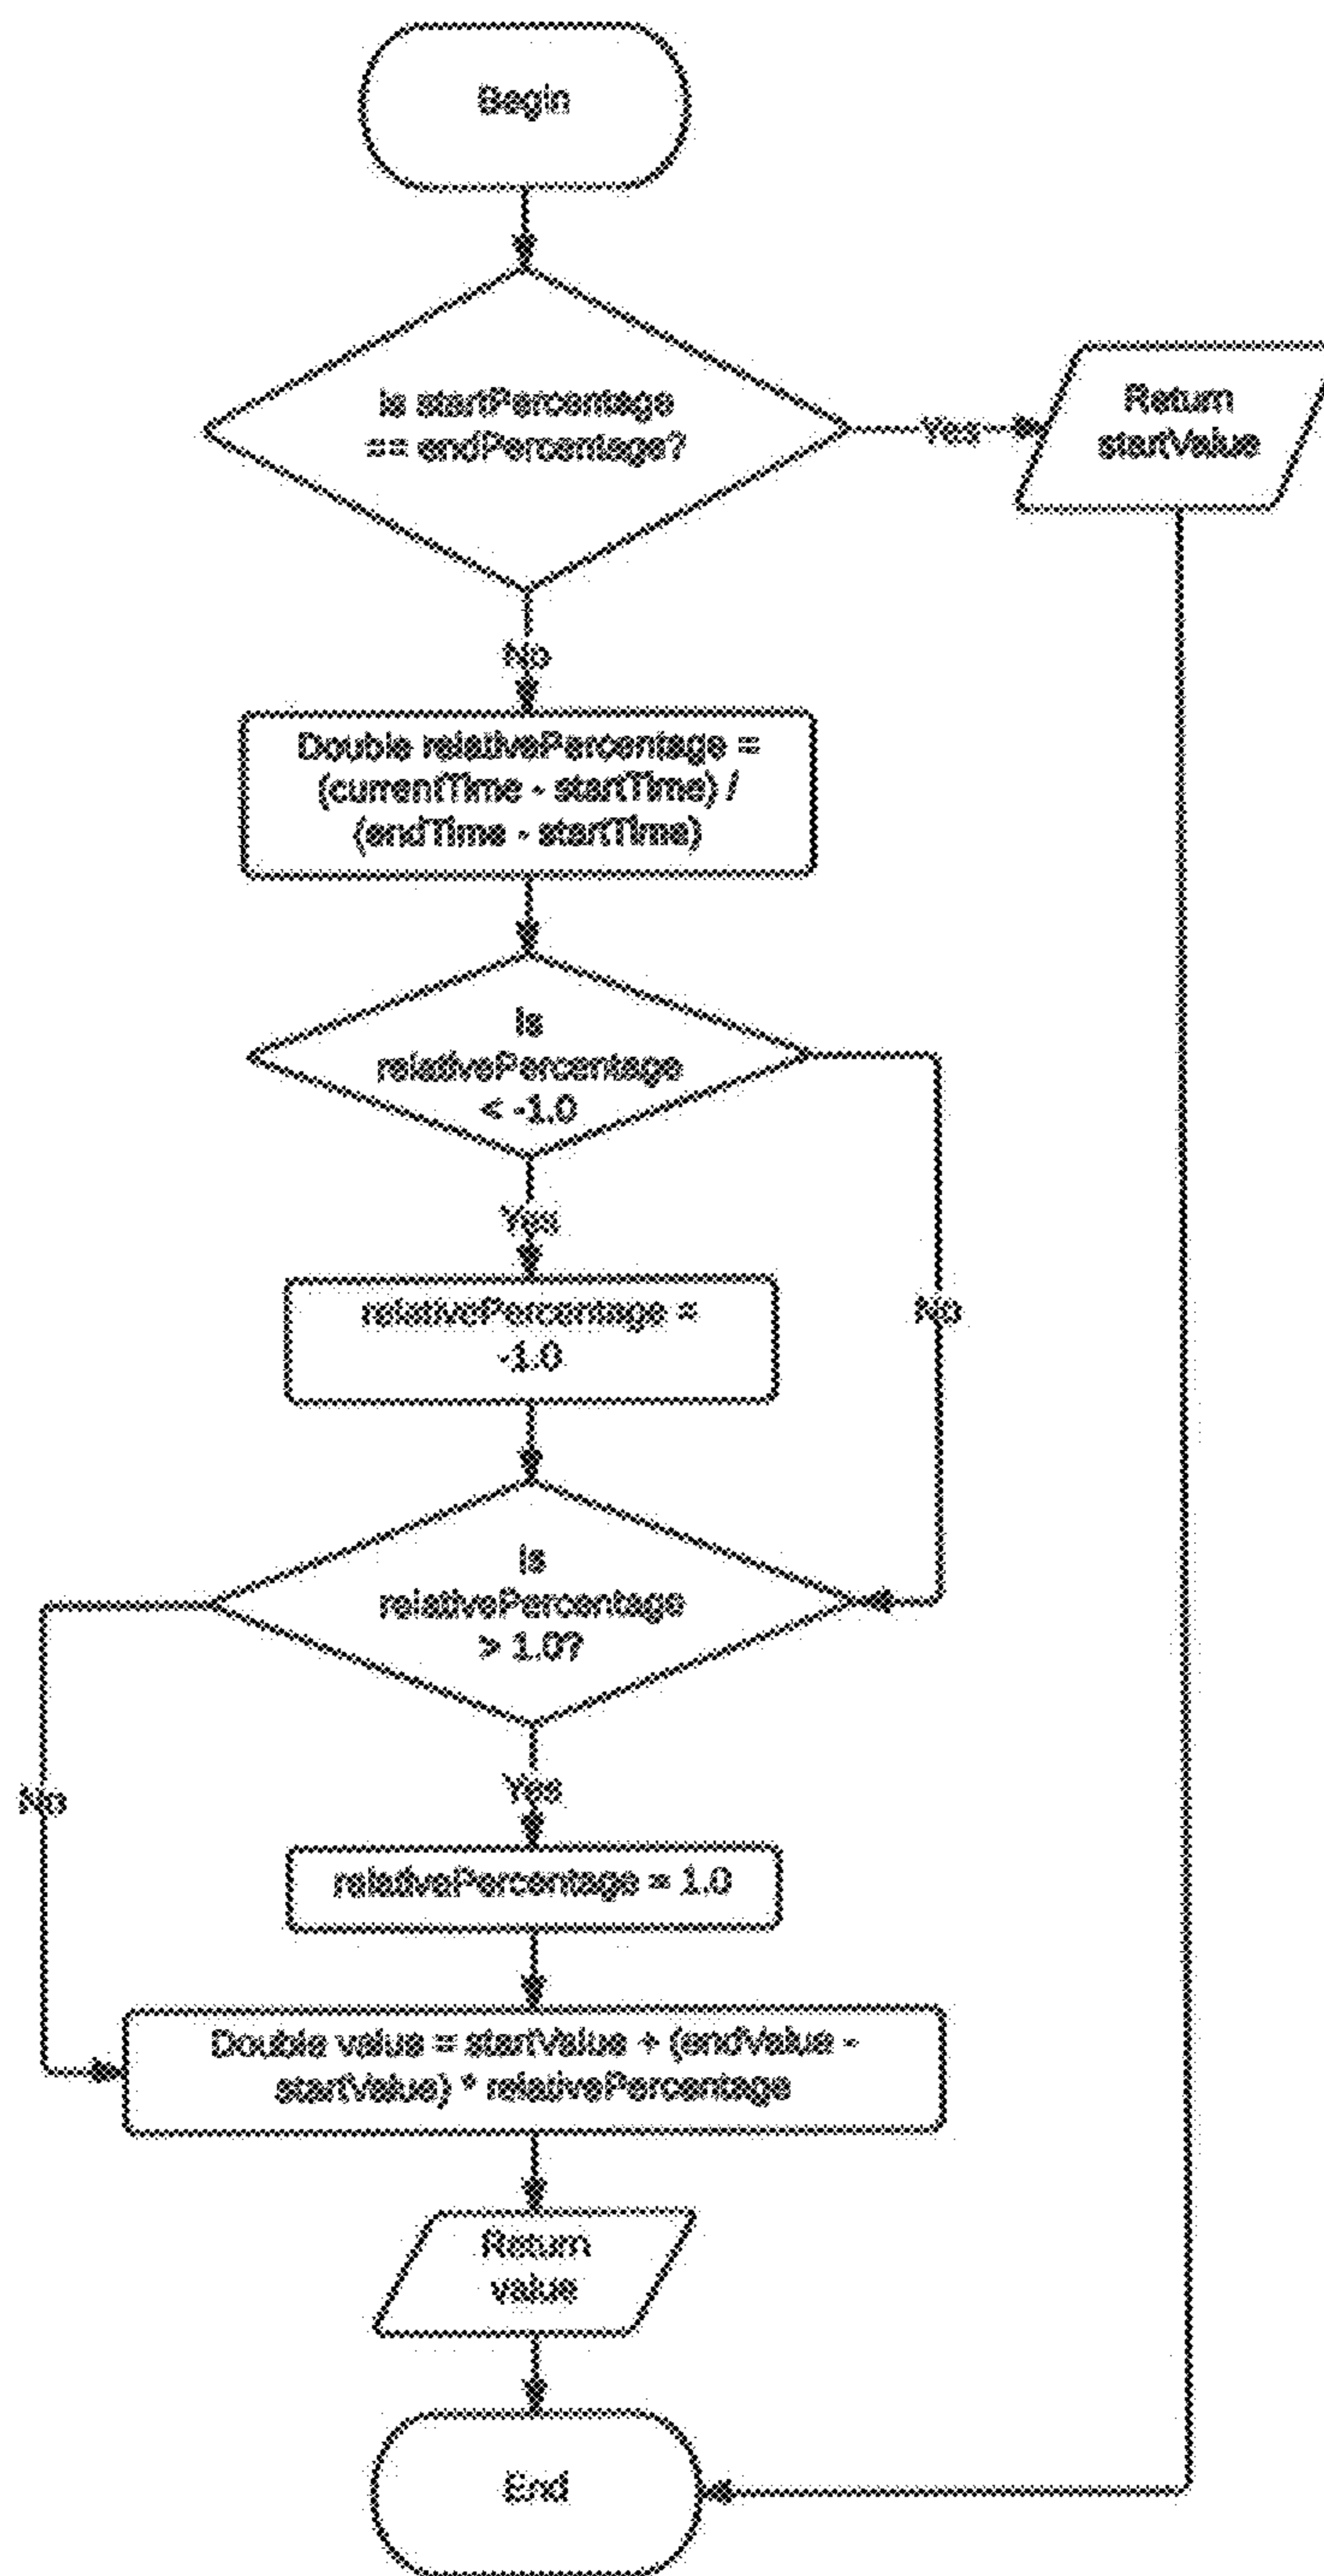 Begin
Is startPercentage
== endPercentage?
Yes
Return
startValue
No
Double relativePercentage =
(currentTime - startTime) /
(endTime - startTime)
Is
relativePercentage
< -1.0
Yes
No
relativePercentage =
-1.0
Is
relativePercentage
> 1.0?
No
Yes
relativePercentage = 1.0
Double value = startValue + (endValue -
startValue) * relativePercentage
Return
value
End